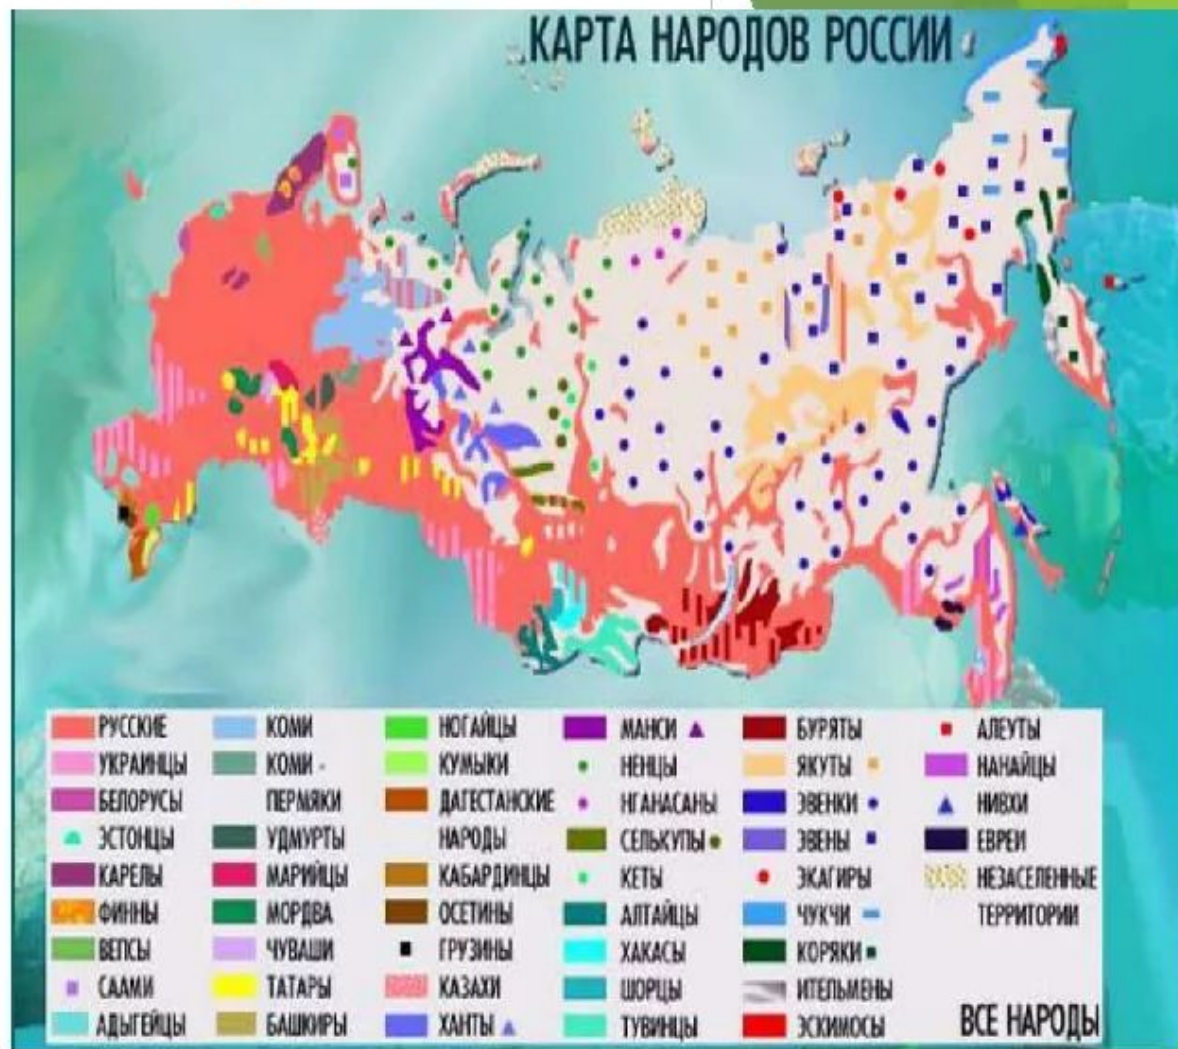 КАРТА НАРОДОВ РОССИИ
РУССКИЕ
УКРАИНЦЫ
БЕЛОРУСЫ
ЭСТОНЦЫ
КАРЕЛЫ
ФИННЫ
ВЕПСЫ
СААМИ
АДЫГЕЙЦЫ
КОМИ
КОМИ -
ПЕРМЯКИ
УДМУРТЫ
МАРИЙЦЫ
МОРДВА
ЧУВАШИ
ТАТАРЫ
БАШКИРЫ
НОГАЙЦЫ
КУМЫКИ
ДАГЕСТАНСКИЕ
НАРОДЫ
КАБАРДИНЦЫ
ОСЕТИНЫ
ГРУЗИНЫ
КАЗАХИ
ХАНТЫ
МАНСИ
НЕНЦЫ
НГАНАСАНЫ
СЕЛЬКУПЫ
КЕТЫ
АЛТАЙЦЫ
ХАКАСЫ
ШОРЦЫ
ТУВИНЦЫ
БУРЯТЫ
ЯКУТЫ
ЭВЕНКИ
ЭВЕНЫ
ЭКАГИРЫ
ЧУКЧИ
КОРЯКИ
ИТЕЛЬМЕНЫ
ЭСКИМОСЫ
АЛЕУТЫ
НАНАЙЦЫ
НИВХИ
ЕВРЕИ
НЕЗАСЕЛЕННЫЕ
ТЕРРИТОРИИ
ВСЕ НАРОДЫ